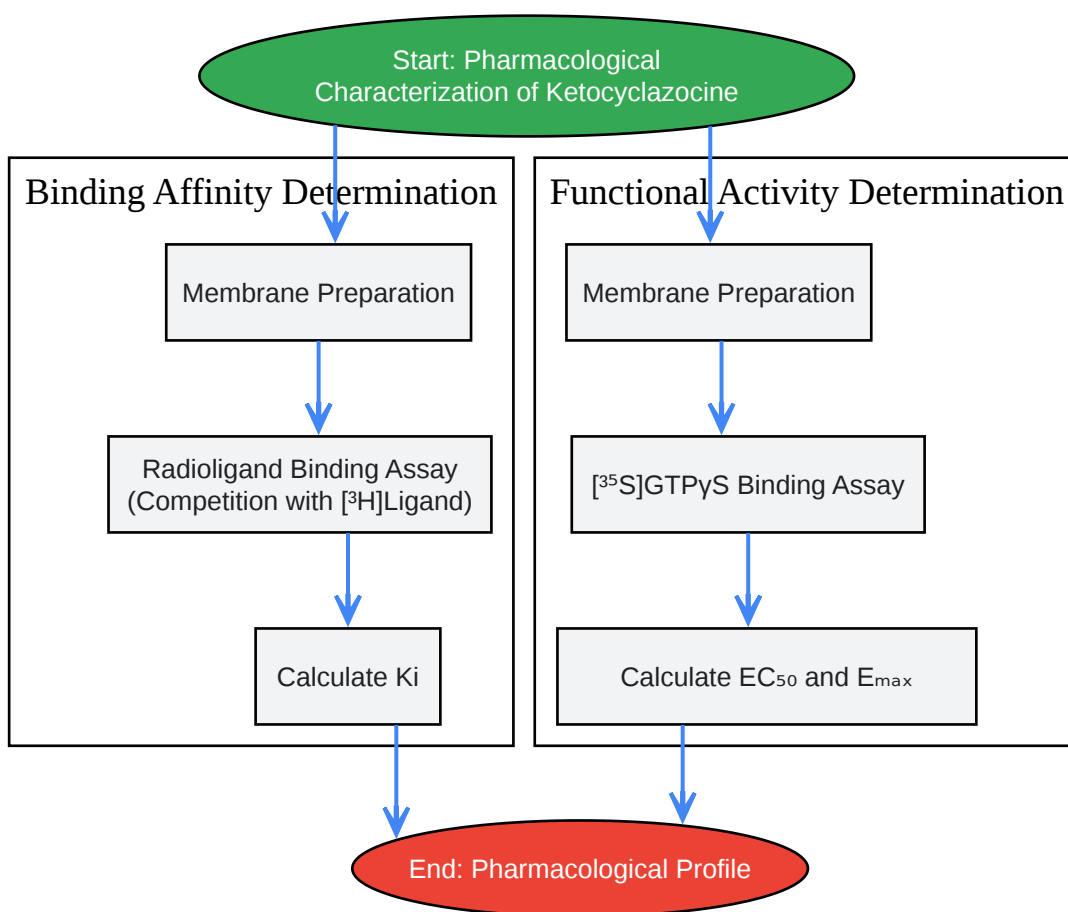 Start: Pharmacological
Characterization of Ketocyclazocine
Binding Affinity Determination
Membrane Preparation
Radioligand Binding Assay
(Competition with [³H]Ligand)
Calculate Ki
Functional Activity Determination
Membrane Preparation
[³⁵S]GTPγS Binding Assay
Calculate EC₅₀ and Eₘₐₓ
End: Pharmacological Profile